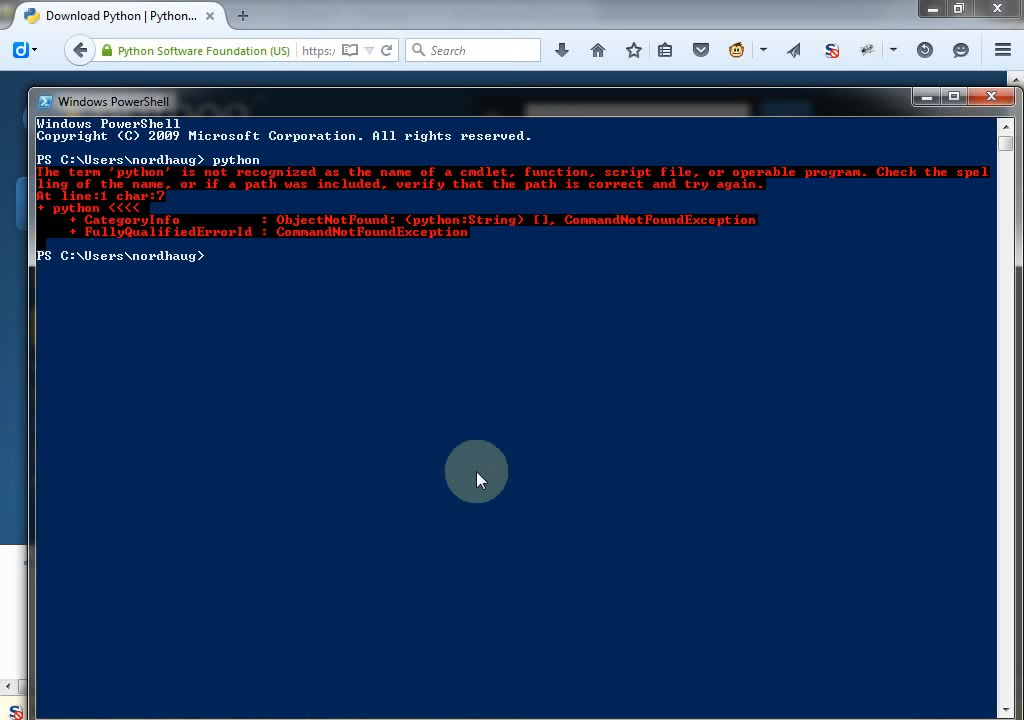 Download Python | Python...
Python Software Foundation (US)
https:
Search
Windows PowerShell
Windows PowerShell
Copyright (C) 2009 Microsoft Corporation. All rights reserved.
PS C:\Users\nordhaug> python
The term 'python' is not recognized as the name of a cmdlet, function, script file, or operable program. Check the spel
ling of the name, or if a path was included, verify that the path is correct and try again.
At line:1 char:7
+ python <<<<
+ CategoryInfo : ObjectNotFound: (python:String) [], CommandNotFoundException
+ FullyQualifiedErrorId : CommandNotFoundException
PS C:\Users\nordhaug>